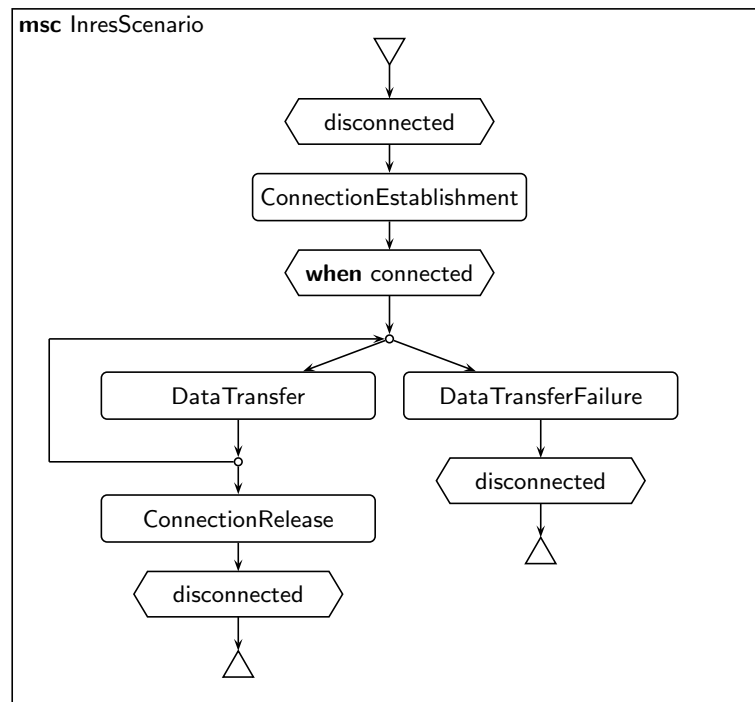 msc InresScenario
disconnected
ConnectionEstablishment
when connected
DataTransfer
DataTransferFailure
disconnected
ConnectionRelease
disconnected